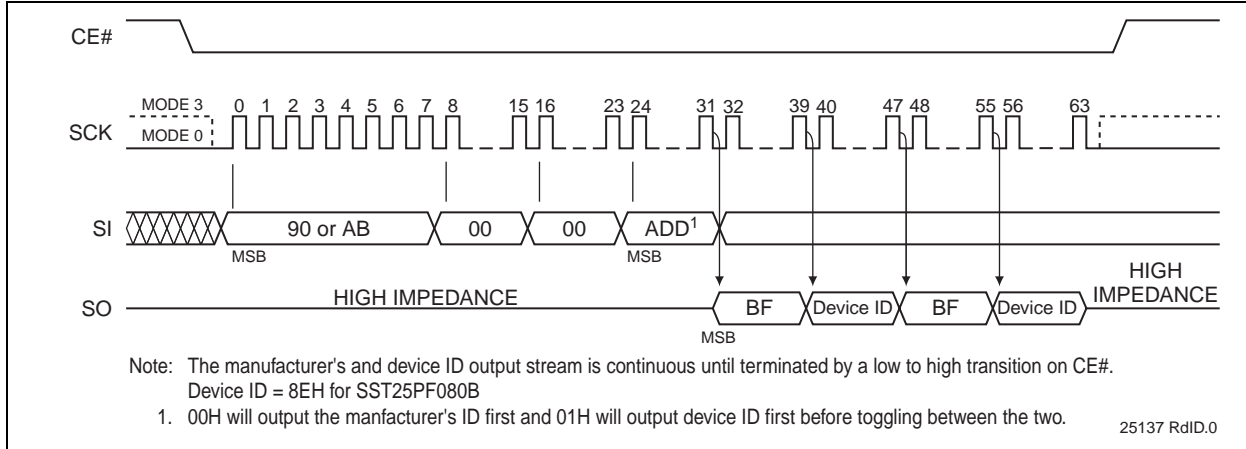 CE#
MODE 3
0 1 2 3 4 5 6 7 8 15 16 23 24 31 32 39 40 47 48 55 56 63
SCK
MODE 0
SI
90 or AB 00 00 ADD1
MSB MSB
HIGH IMPEDANCE
HIGH IMPEDANCE
SO
BF Device ID BF Device ID
MSB
Note: The manufacturer's and device ID output stream is continuous until terminated by a low to high transition on CE#.
Device ID = 8EH for SST25PF080B
1. 00H will output the manfacturer's ID first and 01H will output device ID first before toggling between the two.
25137 RdID.0